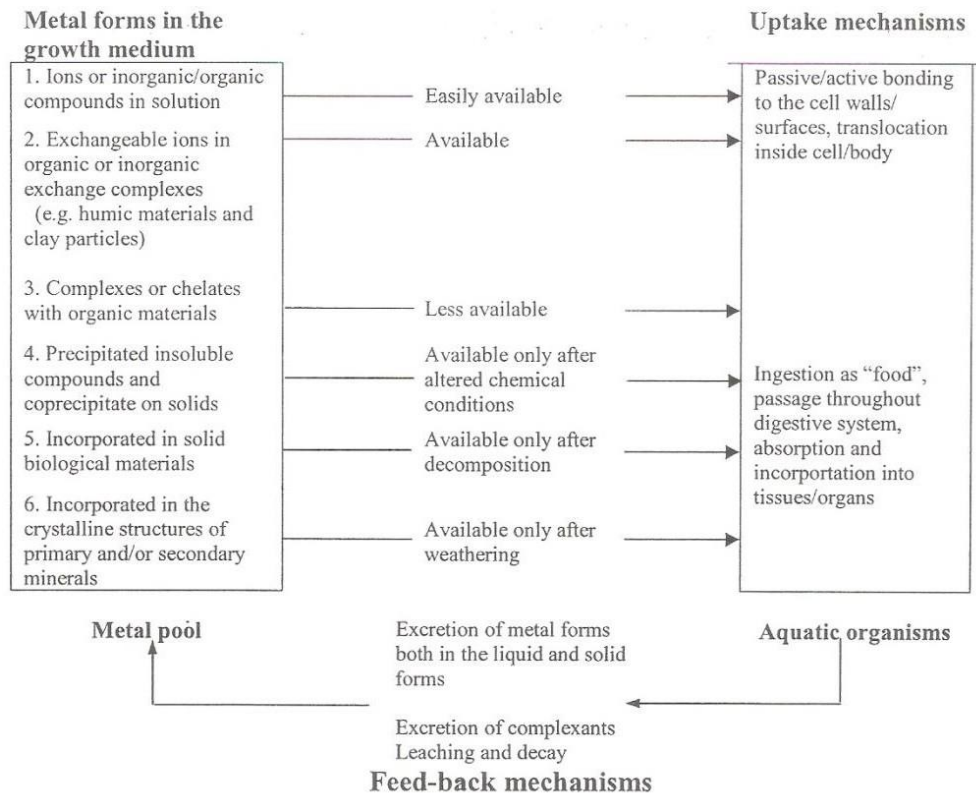 Metal forms in the
growth medium
Uptake mechanisms
1. Ions or inorganic/organic
compounds in solution
Easily available
Passive/active bonding
to the cell walls/
surfaces, translocation
inside cell/body
2. Exchangeable ions in
organic or inorganic
exchange complexes
(e.g. humic materials and
clay particles)
Available
3. Complexes or chelates
with organic materials
Less available
4. Precipitated insoluble
compounds and
coprecipitate on solids
Available only after
altered chemical
conditions
Ingestion as “food”,
passage throughout
digestive system,
absorption and
incorportation into
tissues/organs
5. Incorporated in solid
biological materials
Available only after
decomposition
6. Incorporated in the
crystalline structures of
primary and/or secondary
minerals
Available only after
weathering
Metal pool
Excretion of metal forms
both in the liquid and solid
forms
Aquatic organisms
Excretion of complexants
Leaching and decay
Feed-back mechanisms